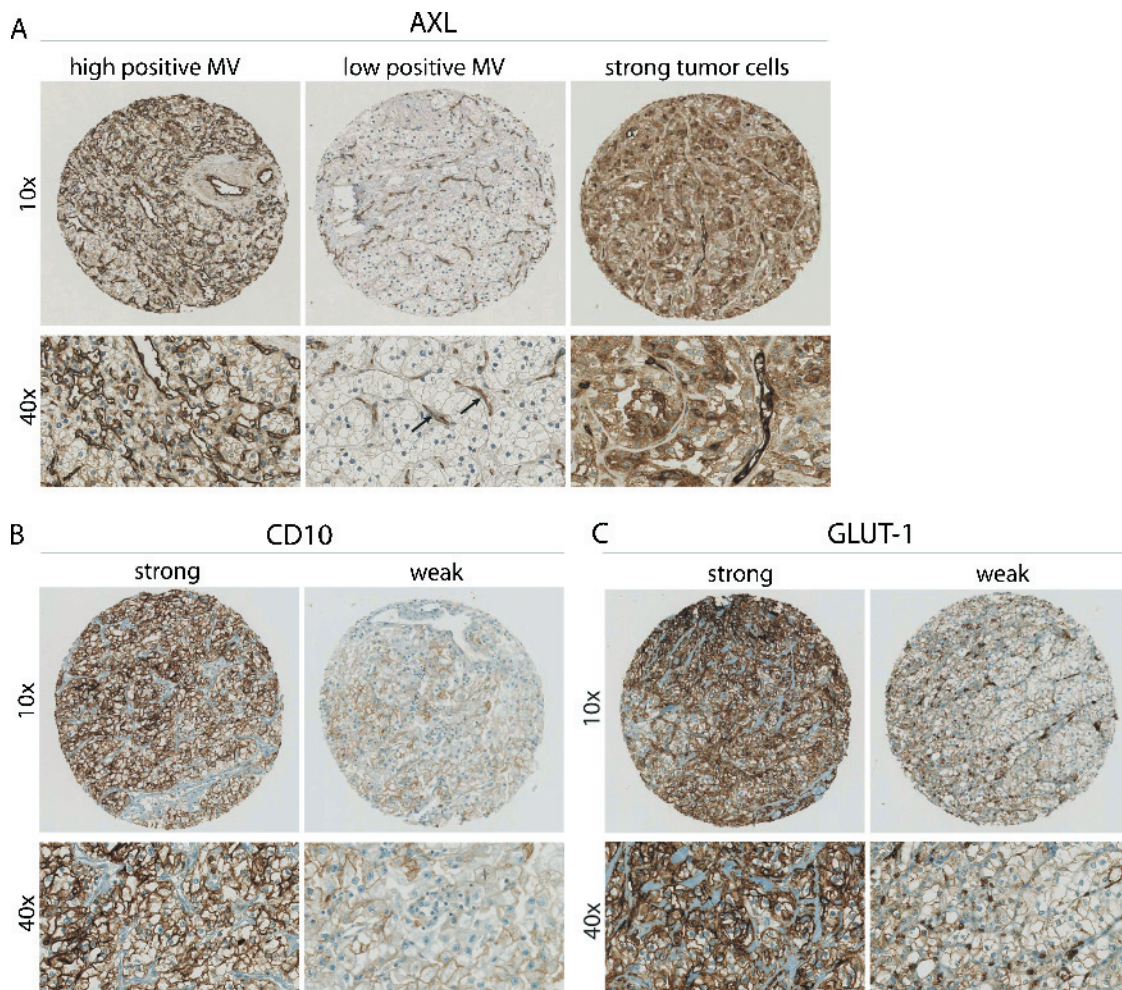 A
AXL
high positive MV
low positive MV
strong tumor cells
10x
40x
B
CD10
strong
weak
10x
40x
C
GLUT-1
strong
weak
10x
40x